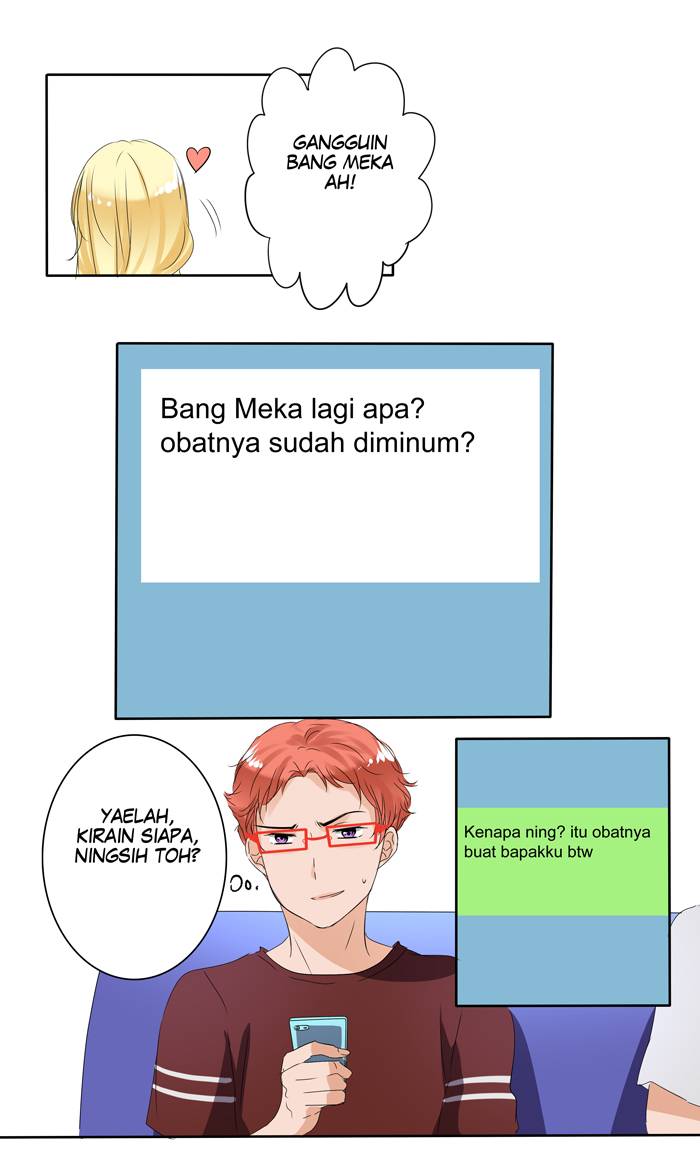 GANGGUIN
BANG MEKA
AH!
Bang Meka lagi apa?
obatnya sudah diminum?
YAELAH,
KIRAIN SIAPA,
NINGSIH TOH?
Kenapa ning? itu obatnya
buat bapakku btw